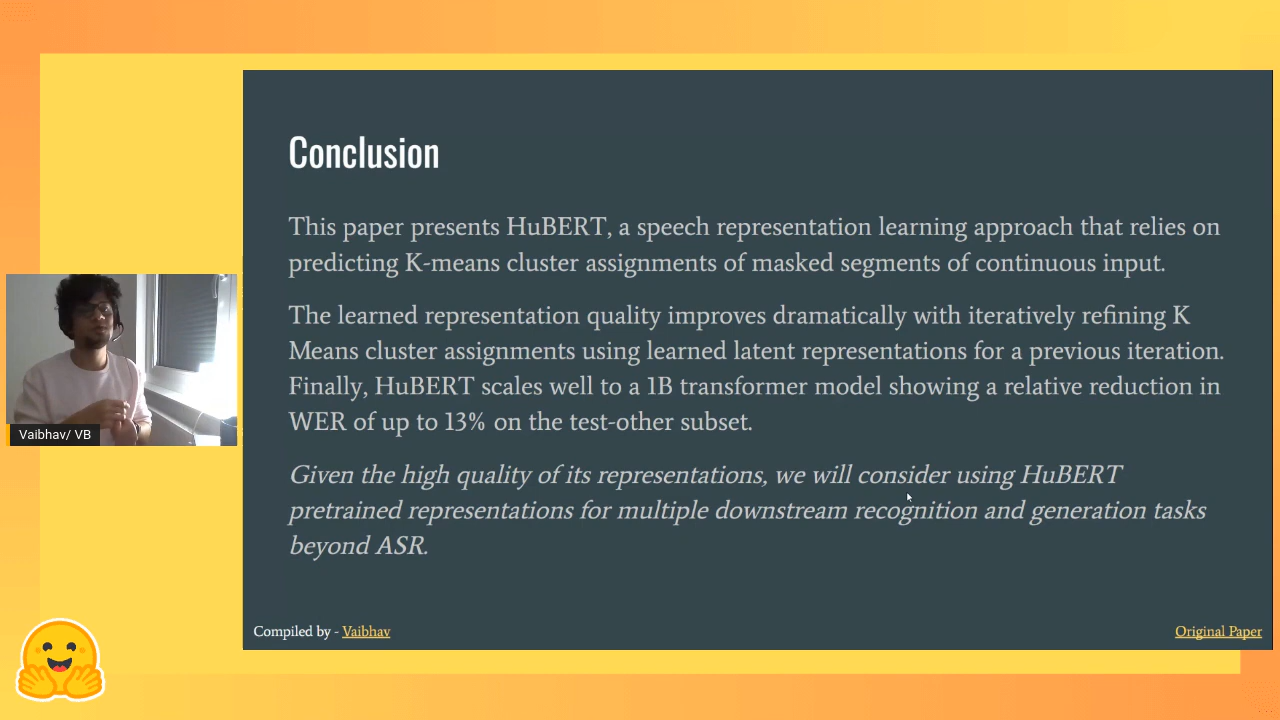 Conclusion
This paper presents HuBERT, a speech representation learning approach that relies on
predicting K-means cluster assignments of masked segments of continuous input.
The learned representation quality improves dramatically with iteratively refining K
Means cluster assignments using learned latent representations for a previous iteration.
Finally, HuBERT scales well to a 1B transformer model showing a relative reduction in
WER of up to 13% on the test-other subset.
Given the high quality of its representations, we will consider using HuBERT
pretrained representations for multiple downstream recognition and generation tasks
beyond ASR.
Vaibhav/ VB
Compiled by - Vaibhav
Original Paper